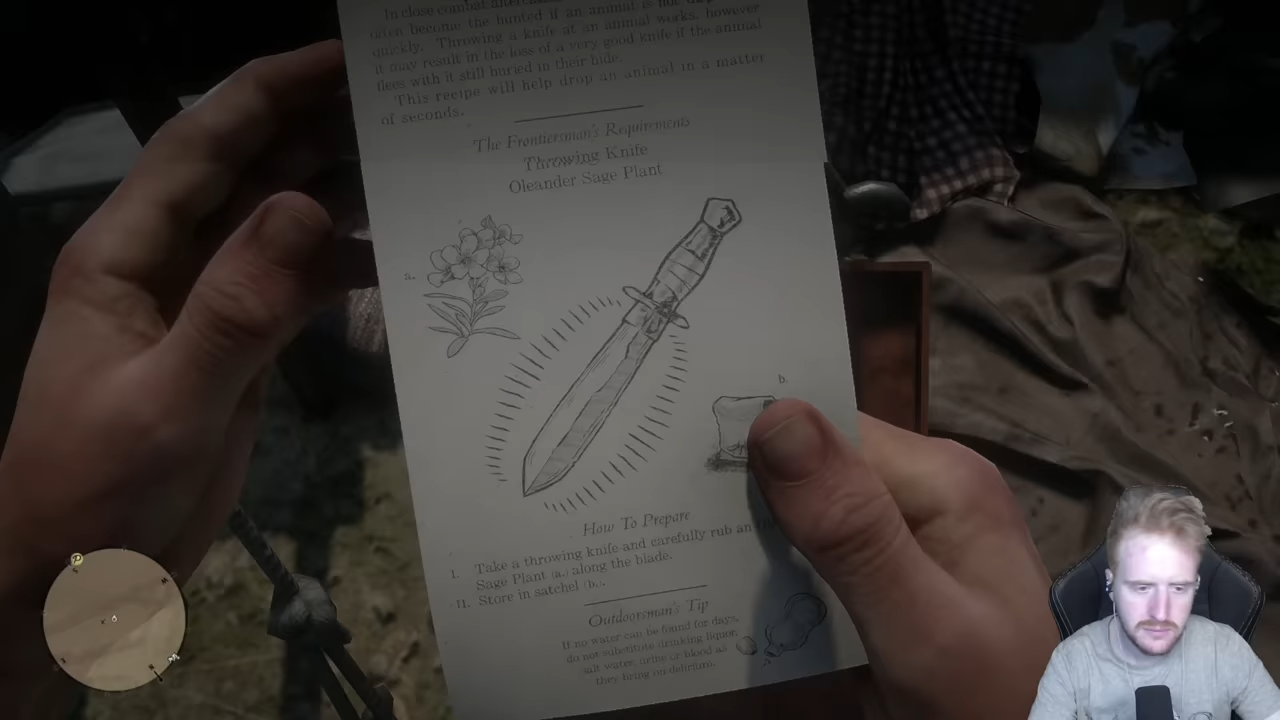 In close combat
often become the hunted if an animal is not
quickly. Throwing a knife at an animal works, however
it may result in the loss of a very good knife if the animal
flees with it still buried in their hide.
This recipe will help drop an animal in a matter
of seconds.
The Frontiersman's Requirements
Throwing Knife
Oleander Sage Plant
a.
b.
How To Prepare
I. Take a throwing knife and carefully rub an
Sage Plant (a.) along the blade.
II. Store in satchel (b.).
Outdoorsman's Tip
If no water can be found for days,
do not substitute drinking liquor,
salt water, urine or blood as
they bring on delirium.